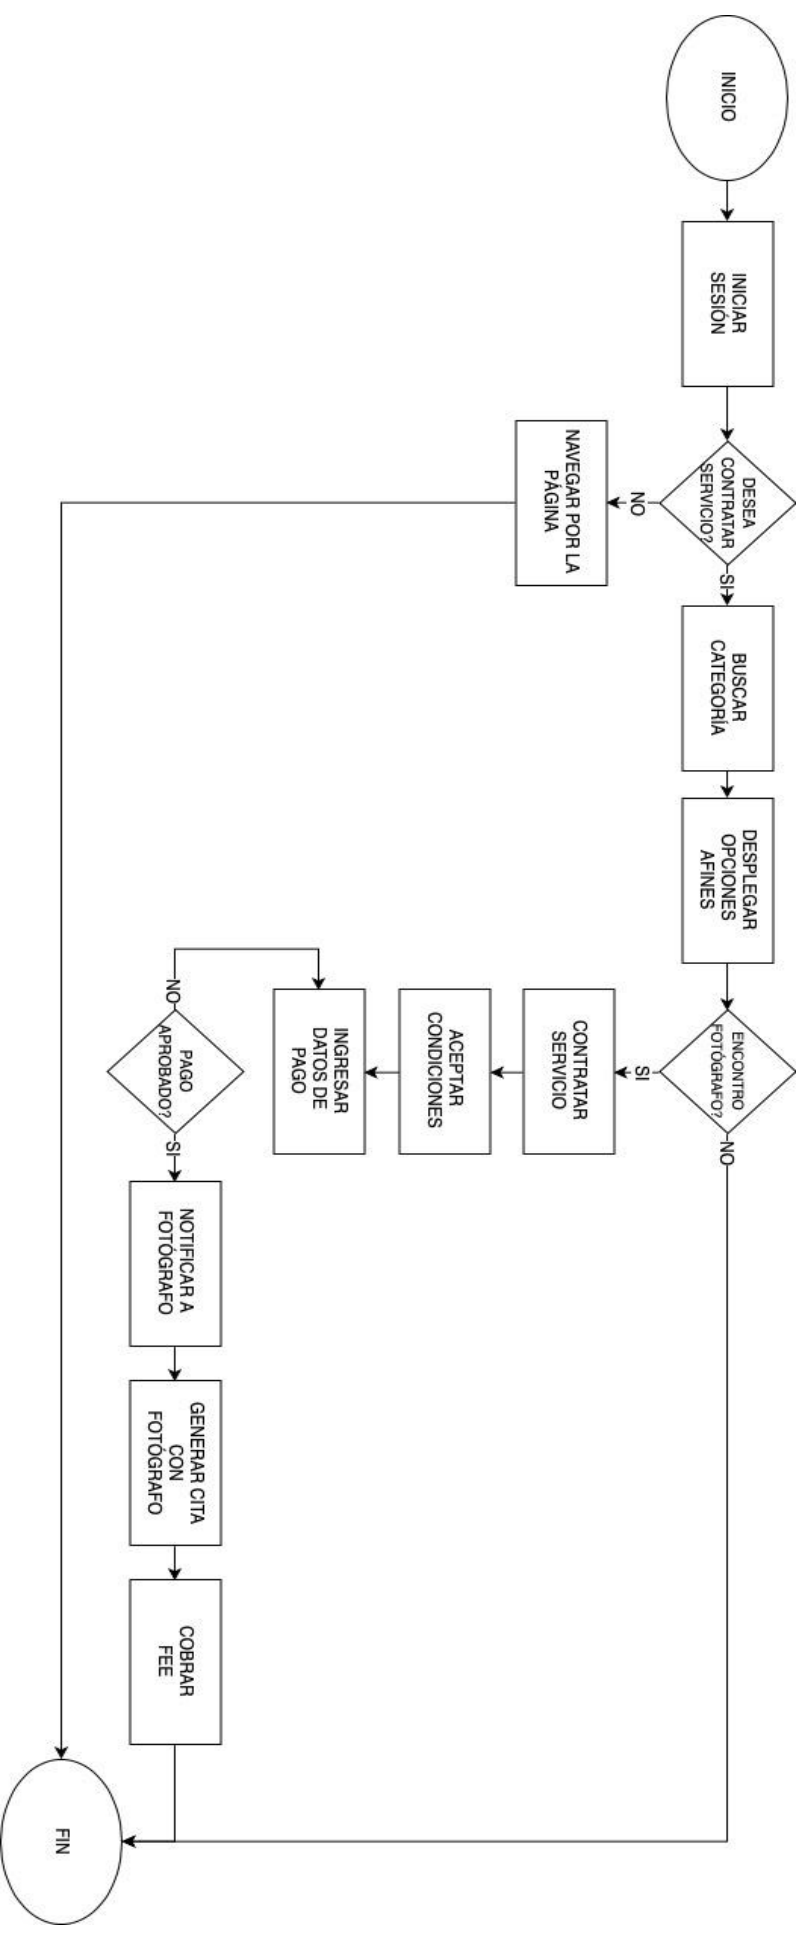 INICIO
INICIAR
SESIÓN
DESEA
CONTRATAR
SERVICIO?
SI
BUSCAR
CATEGORÍA
DESPLEGAR
OPCIONES
AFINES
ENCONTRO
FOTÓGRAFO?
NO
NO
NAVEGAR POR LA
PÁGINA
SI
CONTRATAR
SERVICIO
ACEPTAR
CONDICIONES
INGRESAR
DATOS DE
PAGO
NO
PAGO
APROBADO?
SI
NOTIFICAR A
FOTÓGRAFO
GENERAR CITA
CON
FOTÓGRAFO
COBRAR
FEE
FIN